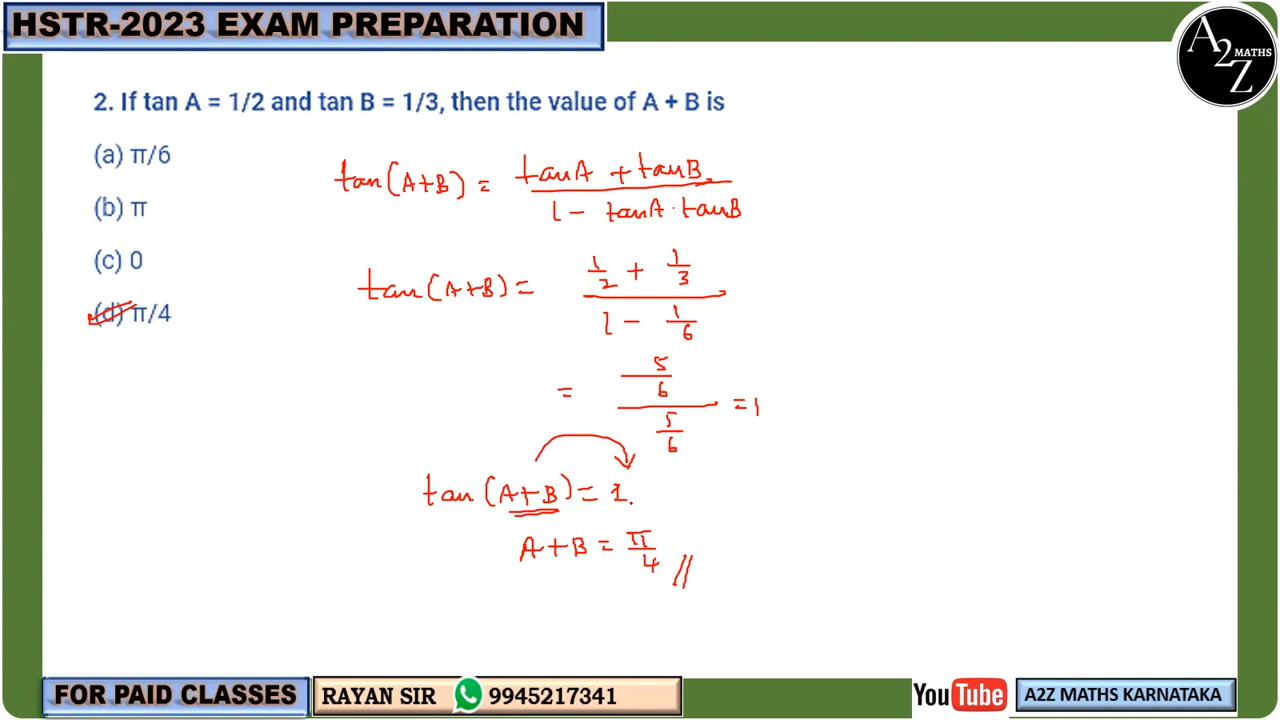 HSTR-2023 EXAM PREPARATION
A2Z MATHS
2. If tan A = 1/2 and tan B = 1/3, then the value of A + B is
(a) π/6
(b) π
(c) 0
(d) π/4
tan(A+B) = (tanA + tanB)/(1 - tanA · tanB)
tan(A+B) = (1/2 + 1/3)/(1 - 1/6)
= (5/6)/(5/6) = 1
tan(A+B) = 1.
A+B = π/4 //
FOR PAID CLASSES
RAYAN SIR 9945217341
YouTube
A2Z MATHS KARNATAKA